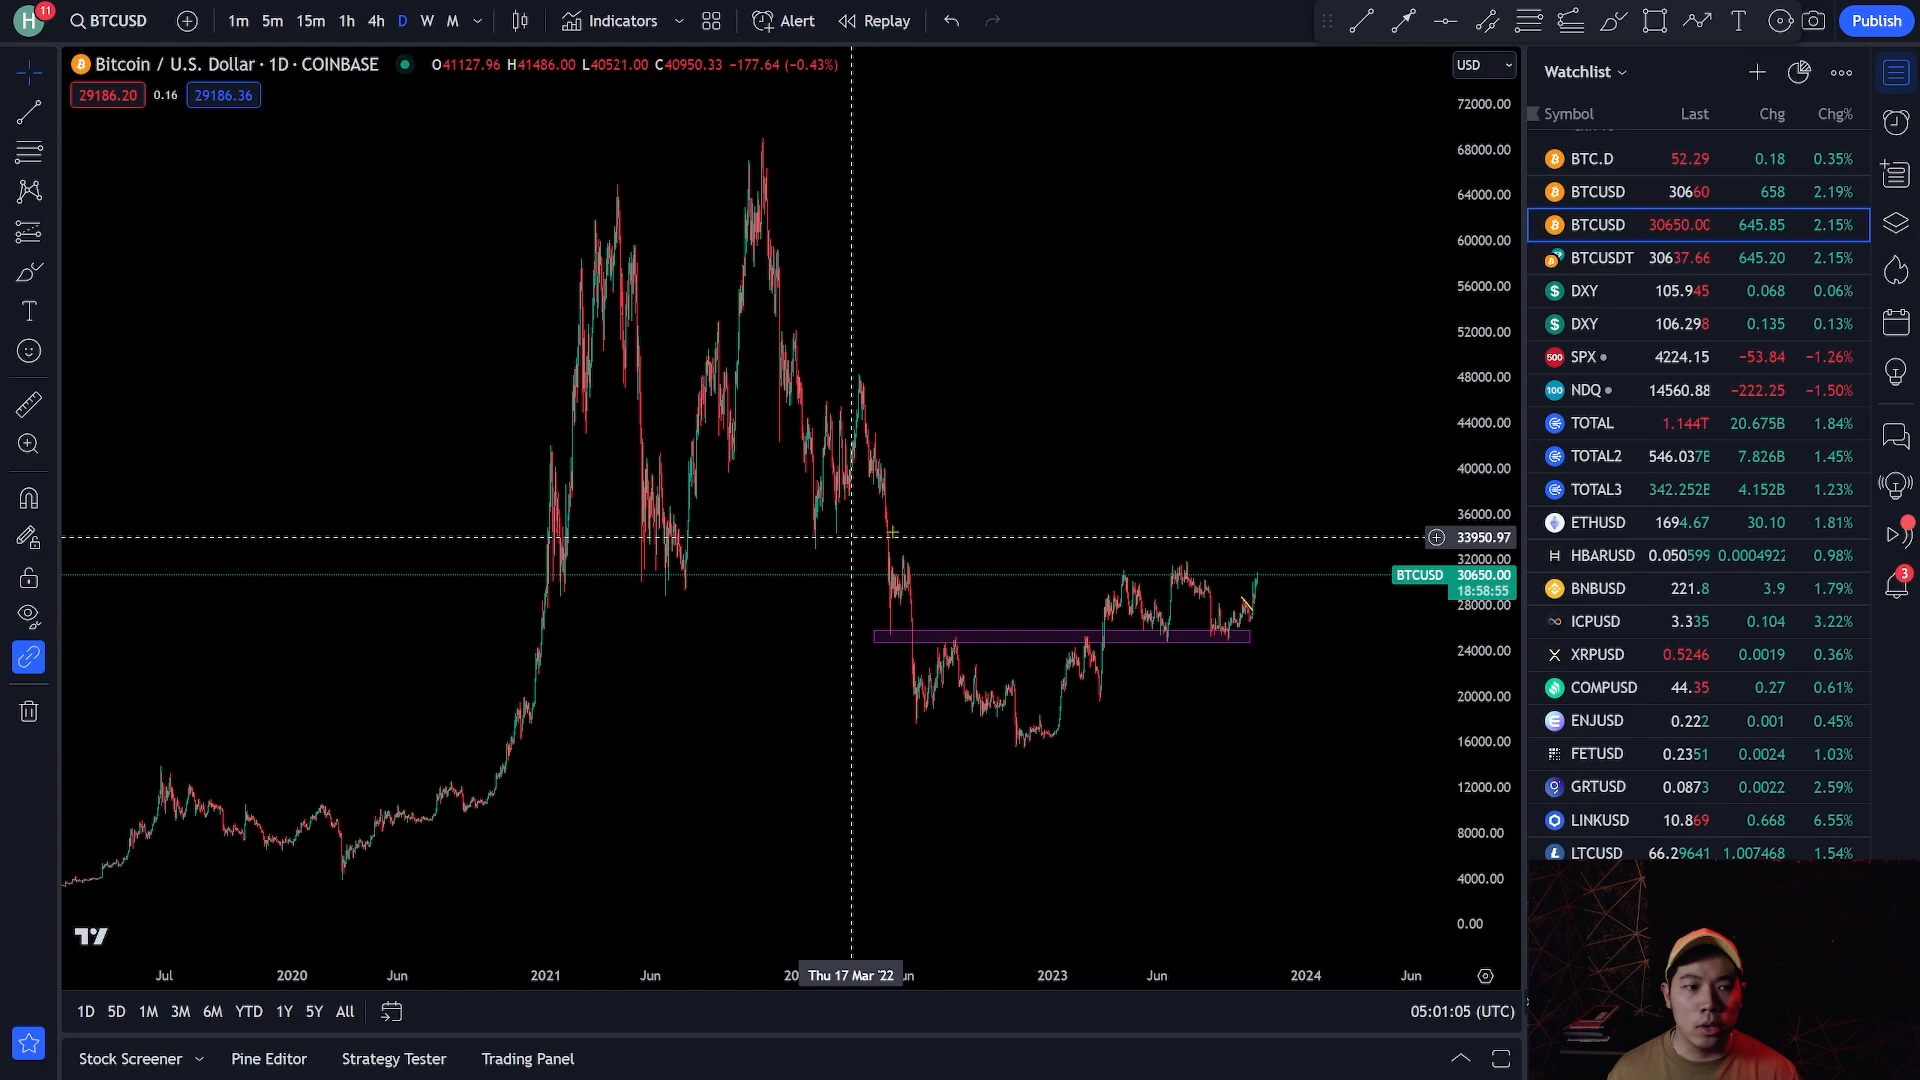 H 11 BTCUSD 1m 5m 15m 1h 4h D W M Indicators Alert Replay T Publish
Bitcoin / U.S. Dollar · 1D · COINBASE O41127.96 H41486.00 L40521.00 C40950.33 −177.64 (−0.43%) USD
29186.20 0.16 29186.36
72000.00
68000.00
64000.00
60000.00
56000.00
52000.00
48000.00
44000.00
40000.00
36000.00
33950.97
32000.00
BTCUSD 30650.00
18:58:55
28000.00
24000.00
20000.00
16000.00
12000.00
8000.00
4000.00
0.00
Jul 2020 Jun 2021 Jun 20 Thu 17 Mar '22 un 2023 Jun 2024 Jun
1D 5D 1M 3M 6M YTD 1Y 5Y All 05:01:05 (UTC)
Stock Screener Pine Editor Strategy Tester Trading Panel
Watchlist
Symbol Last Chg Chg%
BTC.D 52.29 0.18 0.35%
BTCUSD 30660 658 2.19%
BTCUSD 30650.00 645.85 2.15%
BTCUSDT 30637.66 645.20 2.15%
$ DXY 105.945 0.068 0.06%
$ DXY 106.298 0.135 0.13%
500 SPX 4224.15 −53.84 −1.26%
100 NDQ 14560.88 −222.25 −1.50%
TOTAL 1.144T 20.675B 1.84%
TOTAL2 546.037B 7.826B 1.45%
TOTAL3 342.252B 4.152B 1.23%
ETHUSD 1694.67 30.10 1.81%
HBARUSD 0.050599 0.0004922 0.98%
BNBUSD 221.8 3.9 1.79%
ICPUSD 3.335 0.104 3.22%
XRPUSD 0.5246 0.0019 0.36%
COMPUSD 44.35 0.27 0.61%
ENJUSD 0.222 0.001 0.45%
FETUSD 0.2351 0.0024 1.03%
GRTUSD 0.0873 0.0022 2.59%
LINKUSD 10.869 0.668 6.55%
LTCUSD 66.29641 1.007468 1.54%
3